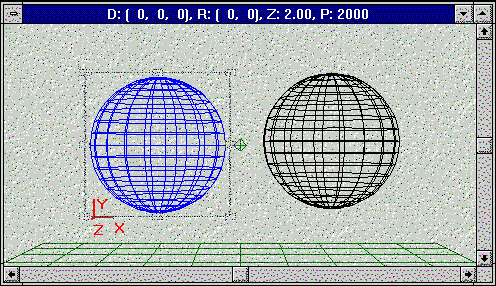 D: ( 0, 0, 0), R: ( 0, 0), Z: 2.00, P: 2000
Y
Z X